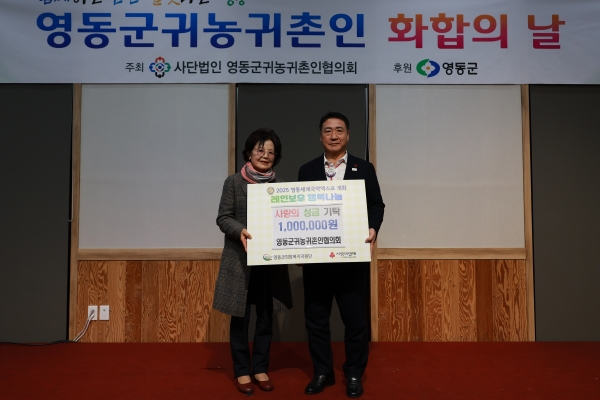 영동군귀농귀촌인 화합의 날
주최 사단법인 영동군귀농귀촌인협의회 후원 영동군
2025 영동세계국악엑스포 개최
레인보우 행복나눔
사랑의 성금 기탁
1,000,000원
영동군귀농귀촌인협의회